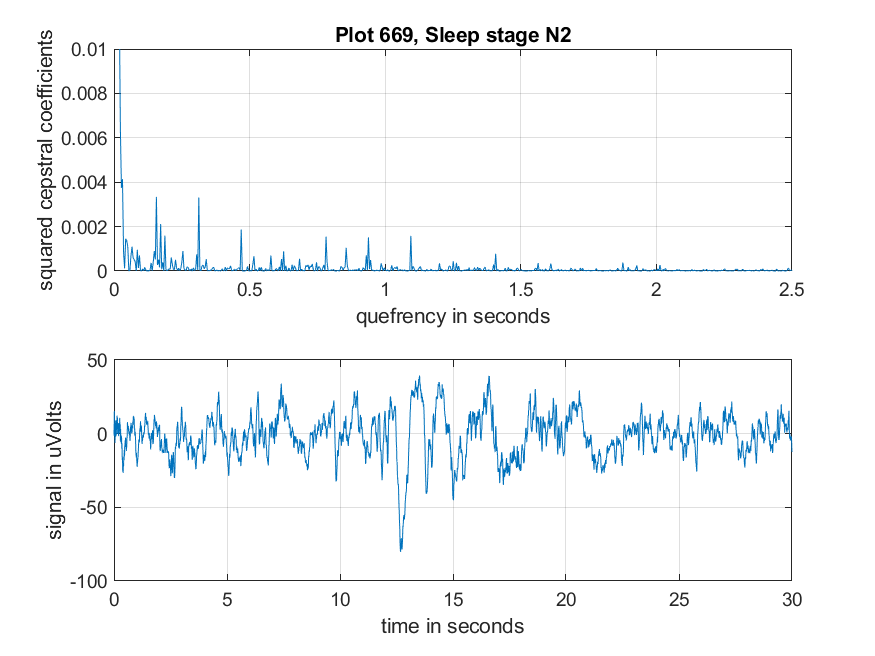 Plot 669, Sleep stage N2
squared cepstral coefficients
0.01
0.008
0.006
0.004
0.002
0
0 0.5 1 1.5 2 2.5
quefrency in seconds
signal in uVolts
50
0
-50
-100
0 5 10 15 20 25 30
time in seconds